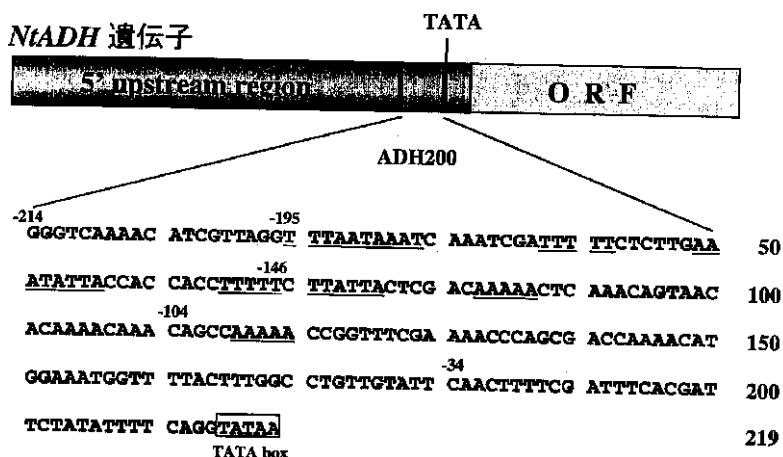 TATA
NtADH 遺伝子
5' upstream region
O R F
ADH200
-214 -195
GGGTCAAAAC ATCGTTAGGT TTAATAAATC AAATCGATTT TTCTCTTGAA 50
-146
ATATTACCAC CACCTTTTTC TTATTACTCG ACAAAAACTC AAACAGTAAC 100
-104
ACAAAACAAA CAGCCAAAAA CCGGTTTCGA AAACCCAGCG ACCAAAACAT 150
-34
GGAAATGGTT TTACTTTGGC CTGTTGTATT CAACTTTTCG ATTTCACGAT 200
TCTATATTTT CAGGTATAA 219
TATA box